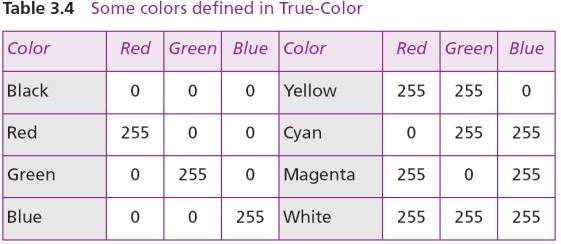 Table 3.4 Some colors defined in True-Color
Color Red Green Blue Color Red Green Blue
Black 0 0 0 Yellow 255 255 0
Red 255 0 0 Cyan 0 255 255
Green 0 255 0 Magenta 255 0 255
Blue 0 0 255 White 255 255 255